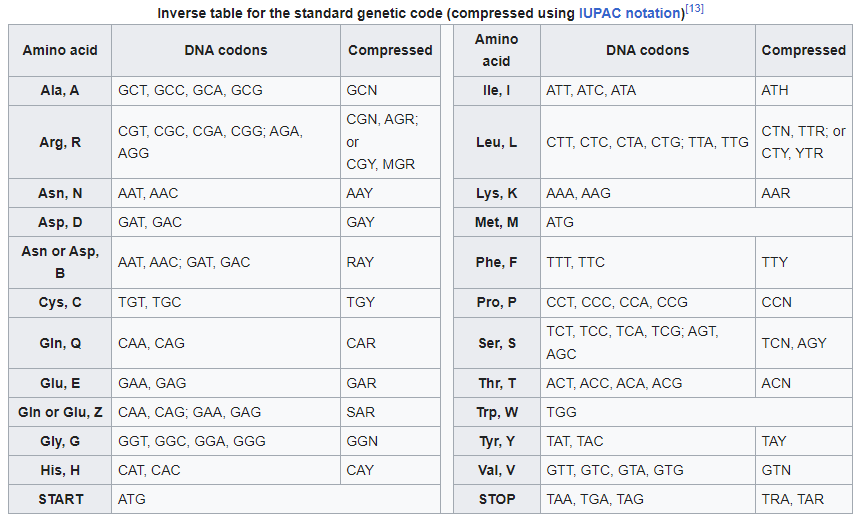 Inverse table for the standard genetic code (compressed using IUPAC notation)[13]
Amino acid DNA codons Compressed Amino acid DNA codons Compressed
Ala, A GCT, GCC, GCA, GCG GCN Ile, I ATT, ATC, ATA ATH
Arg, R CGT, CGC, CGA, CGG; AGA, AGG CGN, AGR; or CGY, MGR Leu, L CTT, CTC, CTA, CTG; TTA, TTG CTN, TTR; or CTY, YTR
Asn, N AAT, AAC AAY Lys, K AAA, AAG AAR
Asp, D GAT, GAC GAY Met, M ATG
Asn or Asp, B AAT, AAC; GAT, GAC RAY Phe, F TTT, TTC TTY
Cys, C TGT, TGC TGY Pro, P CCT, CCC, CCA, CCG CCN
Gln, Q CAA, CAG CAR Ser, S TCT, TCC, TCA, TCG; AGT, AGC TCN, AGY
Glu, E GAA, GAG GAR Thr, T ACT, ACC, ACA, ACG ACN
Gln or Glu, Z CAA, CAG; GAA, GAG SAR Trp, W TGG
Gly, G GGT, GGC, GGA, GGG GGN Tyr, Y TAT, TAC TAY
His, H CAT, CAC CAY Val, V GTT, GTC, GTA, GTG GTN
START ATG STOP TAA, TGA, TAG TRA, TAR